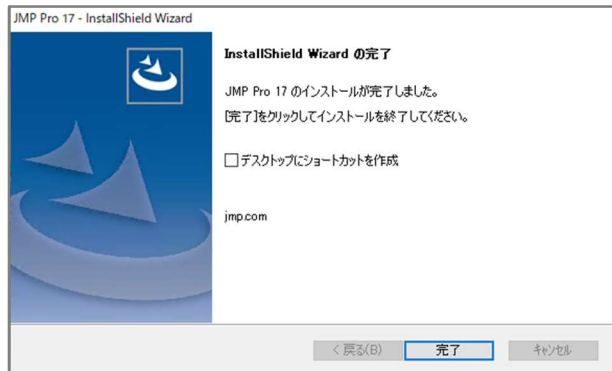 JMP Pro 17 - InstallShield Wizard
InstallShield Wizard の完了
JMP Pro 17 のインストールが完了しました。
[完了]をクリックしてインストールを終了してください。
デスクトップにショートカットを作成
jmp.com
< 戻る(B)
完了
キャンセル